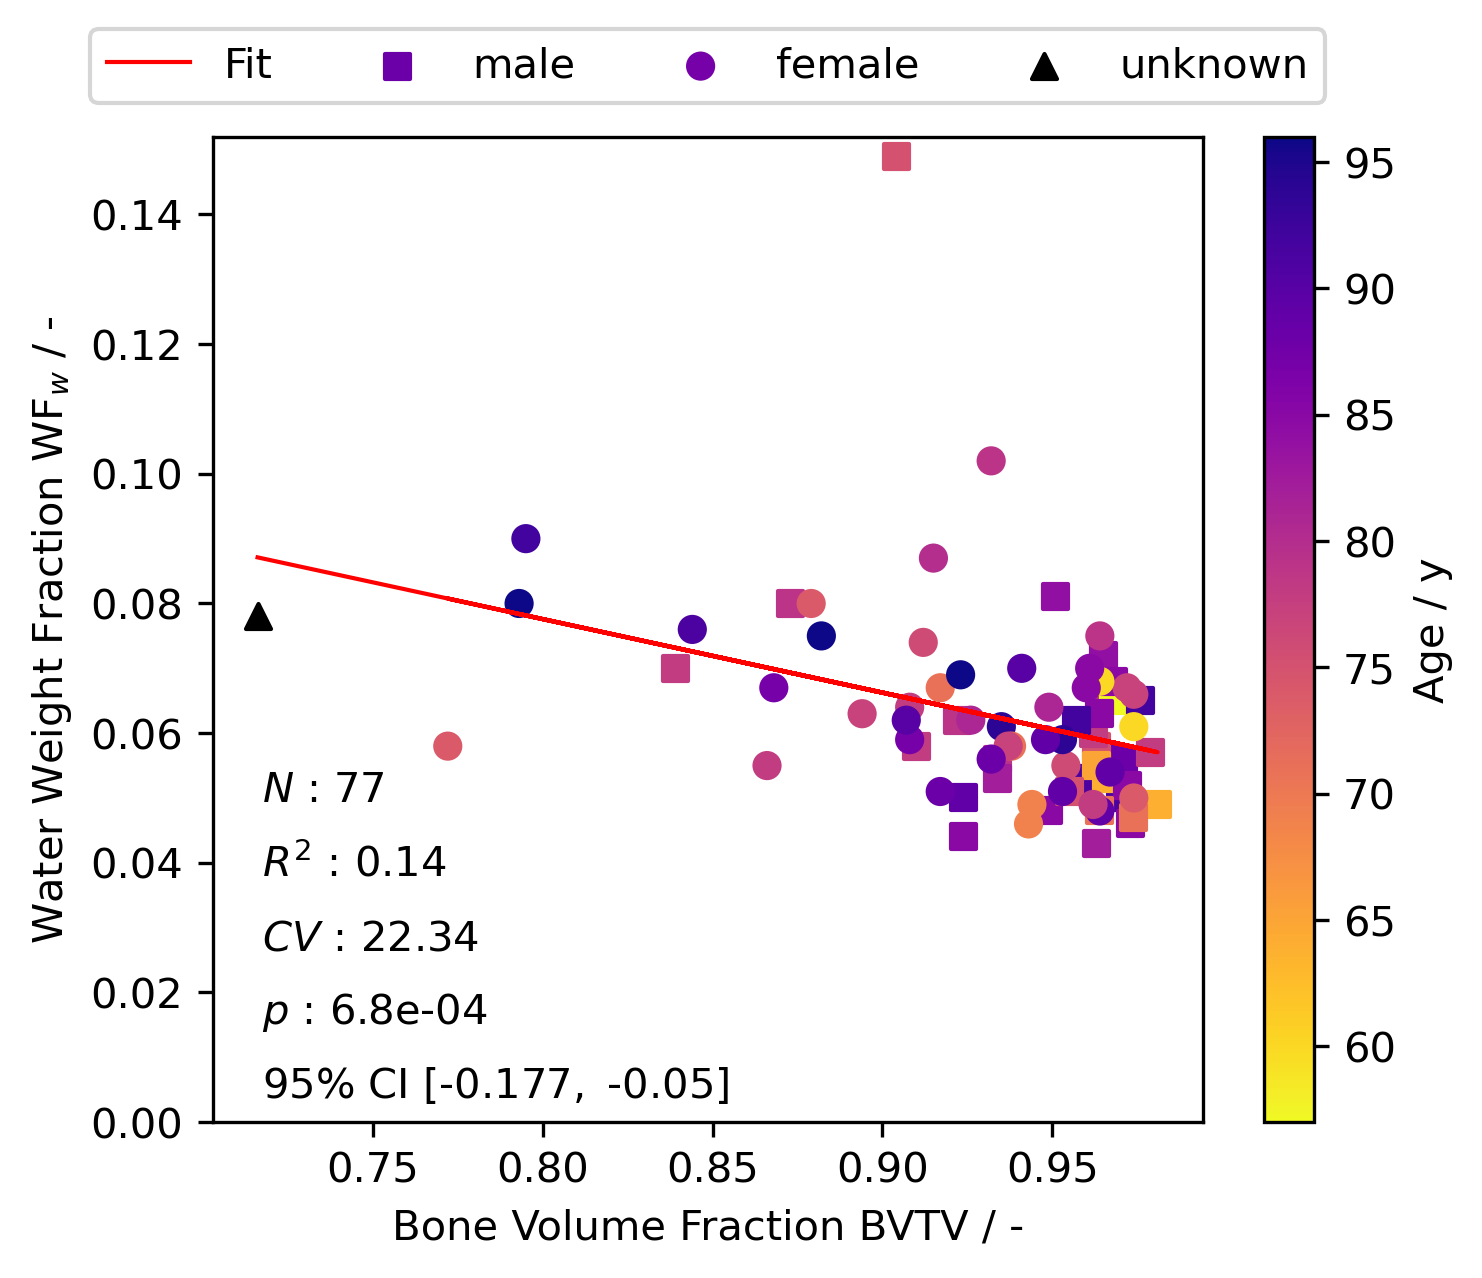 Fit male female unknown
0.14
0.12
0.10
0.08
0.06
0.04
0.02
0.00
Water Weight Fraction WF_w / -
N : 77
R² : 0.14
CV : 22.34
p : 6.8e-04
95% CI [-0.177, -0.05]
0.75 0.80 0.85 0.90 0.95
Bone Volume Fraction BVTV / -
95
90
85
80
75
70
65
60
Age / y